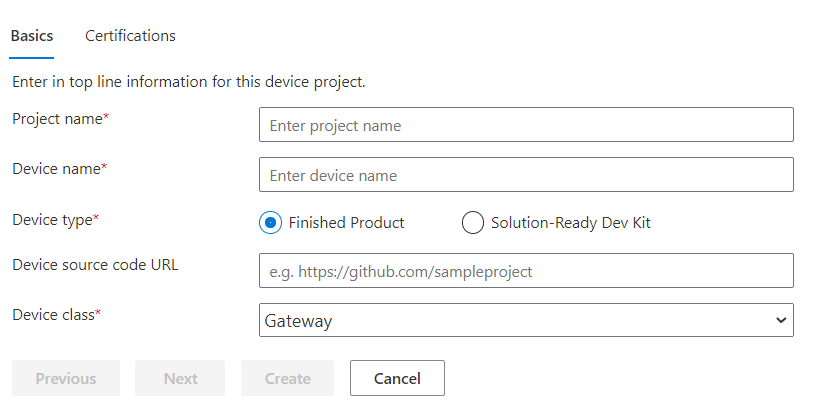 Basics Certifications
Enter in top line information for this device project.
Project name* Enter project name
Device name* Enter device name
Device type* Finished Product Solution-Ready Dev Kit
Device source code URL e.g. https://github.com/sampleproject
Device class* Gateway
Previous Next Create Cancel